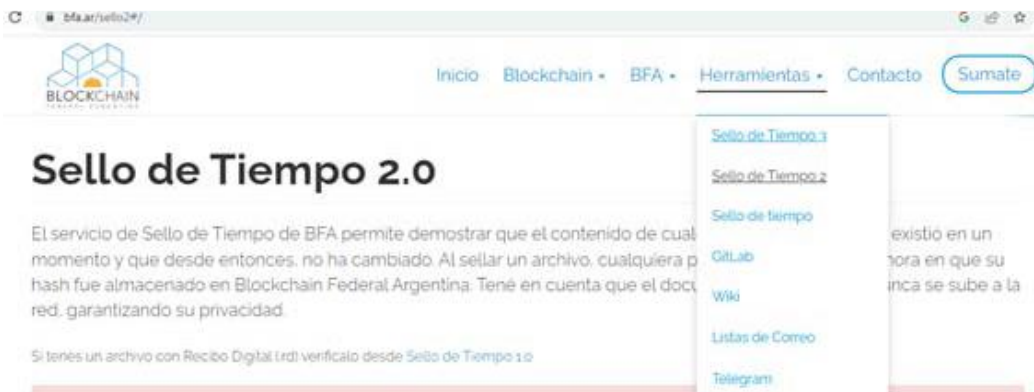 bfa.ar/sello2#/
BLOCKCHAIN
FEDERAL ARGENTINA
Inicio Blockchain BFA Herramientas Contacto Sumate
Sello de Tiempo 3
Sello de Tiempo 2
Sello de tiempo
GitLab
Wiki
Listas de Correo
Telegram
Sello de Tiempo 2.0
El servicio de Sello de Tiempo de BFA permite demostrar que el contenido de cual existió en un
momento y que desde entonces, no ha cambiado. Al sellar un archivo, cualquiera p hora en que su
hash fue almacenado en Blockchain Federal Argentina. Tené en cuenta que el docu unca se sube a la
red, garantizando su privacidad.
Si tenés un archivo con Recibo Digital (.rd) verificalo desde Sello de Tiempo 1.0